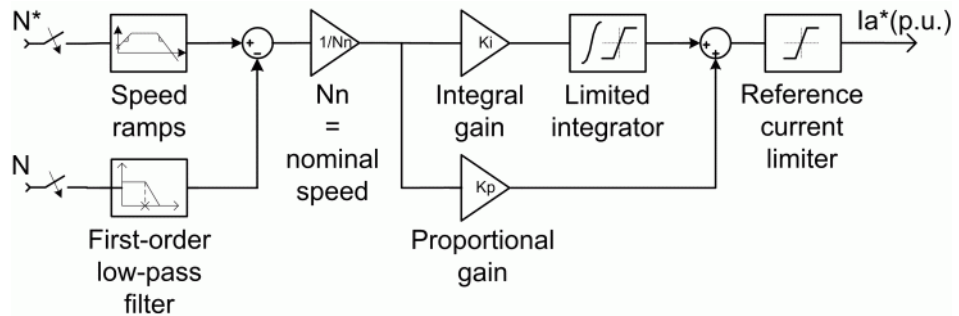 N*
Ia*(p.u.)
+
-
1/Nn
Ki
+
+
Speed
ramps
Nn
=
nominal
speed
Integral
gain
Limited
integrator
Reference
current
limiter
N
Kp
First-order
low-pass
filter
Proportional
gain